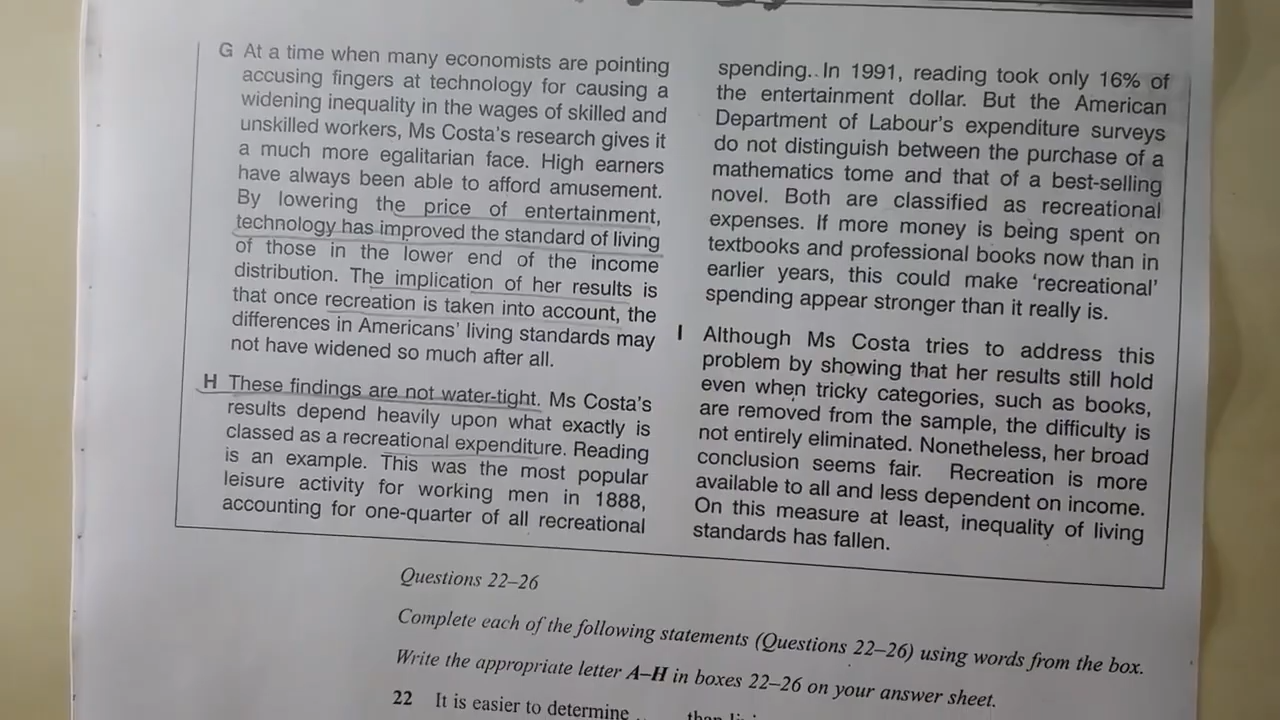 G At a time when many economists are pointing
accusing fingers at technology for causing a
widening inequality in the wages of skilled and
unskilled workers, Ms Costa's research gives it
a much more egalitarian face. High earners
have always been able to afford amusement.
By lowering the price of entertainment,
technology has improved the standard of living
of those in the lower end of the income
distribution. The implication of her results is
that once recreation is taken into account, the
differences in Americans' living standards may
not have widened so much after all.
H These findings are not water-tight. Ms Costa's
results depend heavily upon what exactly is
classed as a recreational expenditure. Reading
is an example. This was the most popular
leisure activity for working men in 1888,
accounting for one-quarter of all recreational
spending. In 1991, reading took only 16% of
the entertainment dollar. But the American
Department of Labour's expenditure surveys
do not distinguish between the purchase of a
mathematics tome and that of a best-selling
novel. Both are classified as recreational
expenses. If more money is being spent on
textbooks and professional books now than in
earlier years, this could make 'recreational'
spending appear stronger than it really is.
I Although Ms Costa tries to address this
problem by showing that her results still hold
even when tricky categories, such as books,
are removed from the sample, the difficulty is
not entirely eliminated. Nonetheless, her broad
conclusion seems fair. Recreation is more
available to all and less dependent on income.
On this measure at least, inequality of living
standards has fallen.
Questions 22–26
Complete each of the following statements (Questions 22–26) using words from the box.
Write the appropriate letter A–H in boxes 22–26 on your answer sheet.
22 It is easier to determine than